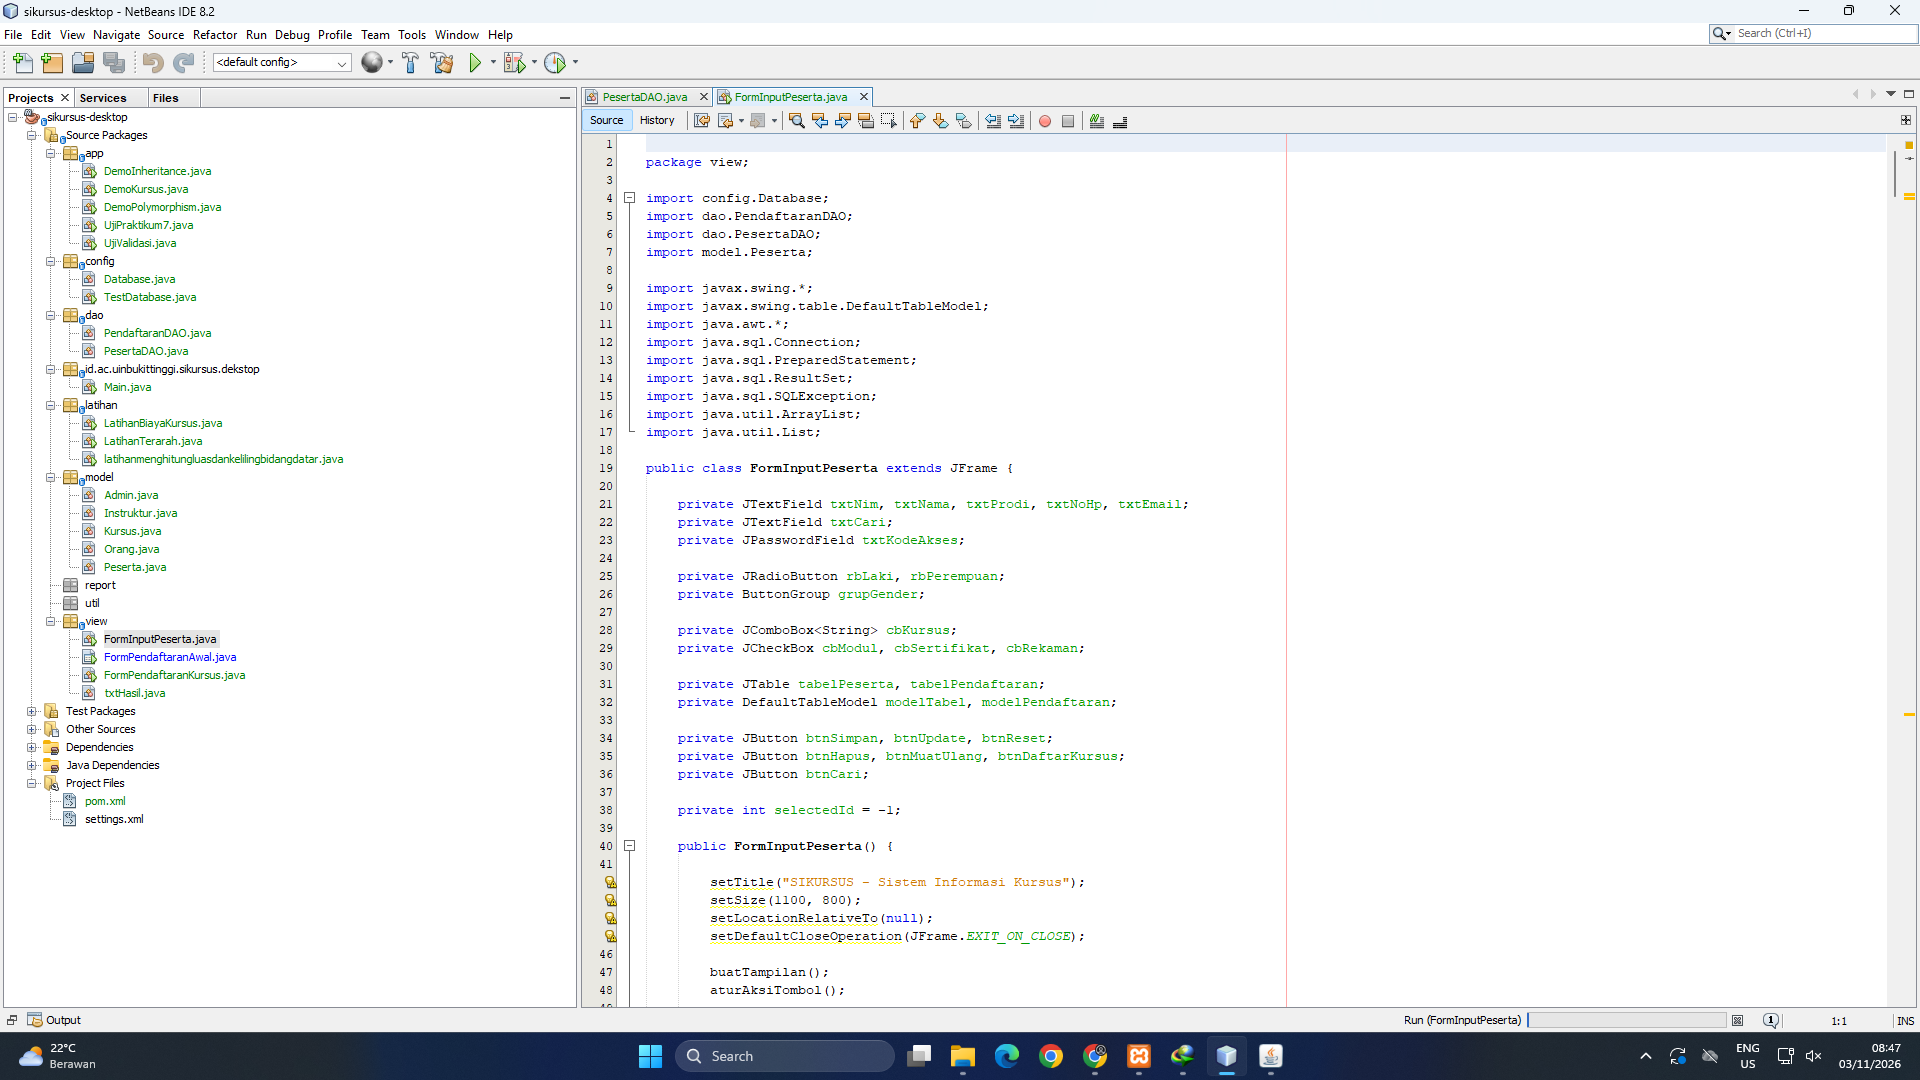 sikursus-desktop - NetBeans IDE 8.2
File Edit View Navigate Source Refactor Run Debug Profile Team Tools Window Help
Search (Ctrl+I)
<default config>
Projects
Services
Files
sikursus-desktop
Source Packages
app
DemoInheritance.java
DemoKursus.java
DemoPolymorphism.java
UjiPraktikum7.java
UjiValidasi.java
config
Database.java
TestDatabase.java
dao
PendaftaranDAO.java
PesertaDAO.java
id.ac.uinbukittinggi.sikursus.dekstop
Main.java
latihan
LatihanBiayaKursus.java
LatihanTerarah.java
latihanmenghitungluasdankelilingbidangdatar.java
model
Admin.java
Instruktur.java
Kursus.java
Orang.java
Peserta.java
report
util
view
FormInputPeserta.java
FormPendaftaranAwal.java
FormPendaftaranKursus.java
txtHasil.java
Test Packages
Other Sources
Dependencies
Java Dependencies
Project Files
pom.xml
settings.xml
PesertaDAO.java
FormInputPeserta.java
Source
History
1
2 package view;
3
4 import config.Database;
5 import dao.PendaftaranDAO;
6 import dao.PesertaDAO;
7 import model.Peserta;
8
9 import javax.swing.*;
10 import javax.swing.table.DefaultTableModel;
11 import java.awt.*;
12 import java.sql.Connection;
13 import java.sql.PreparedStatement;
14 import java.sql.ResultSet;
15 import java.sql.SQLException;
16 import java.util.ArrayList;
17 import java.util.List;
18
19 public class FormInputPeserta extends JFrame {
20
21 private JTextField txtNim, txtNama, txtProdi, txtNoHp, txtEmail;
22 private JTextField txtCari;
23 private JPasswordField txtKodeAkses;
24
25 private JRadioButton rbLaki, rbPerempuan;
26 private ButtonGroup grupGender;
27
28 private JComboBox<String> cbKursus;
29 private JCheckBox cbModul, cbSertifikat, cbRekaman;
30
31 private JTable tabelPeserta, tabelPendaftaran;
32 private DefaultTableModel modelTabel, modelPendaftaran;
33
34 private JButton btnSimpan, btnUpdate, btnReset;
35 private JButton btnHapus, btnMuatUlang, btnDaftarKursus;
36 private JButton btnCari;
37
38 private int selectedId = -1;
39
40 public FormInputPeserta() {
41
setTitle("SIKURSUS - Sistem Informasi Kursus");
setSize(1100, 800);
setLocationRelativeTo(null);
setDefaultCloseOperation(JFrame.EXIT_ON_CLOSE);
46
47 buatTampilan();
48 aturAksiTombol();
Output
Run (FormInputPeserta)
1
1:1
INS
22°C
Berawan
Search
ENG
US
08:47
03/11/2026